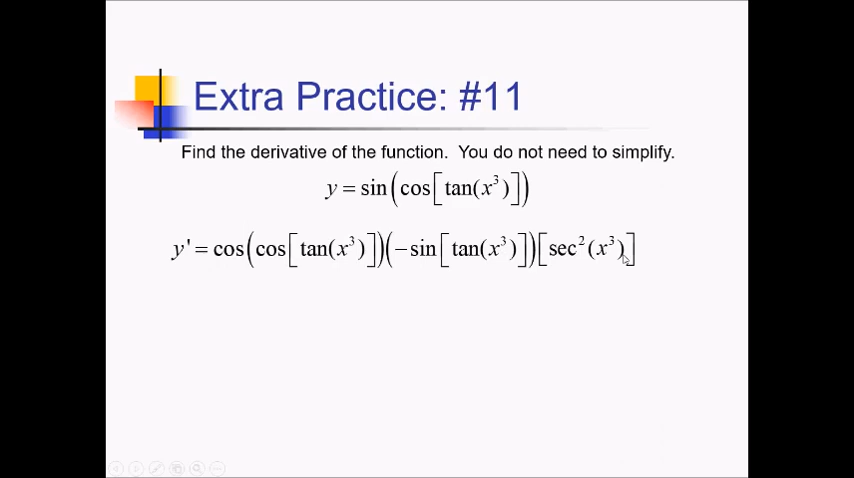 Extra Practice: #11
Find the derivative of the function. You do not need to simplify.
y = sin(cos[tan(x³)])
y' = cos(cos[tan(x³)])(−sin[tan(x³)])[sec²(x³)]